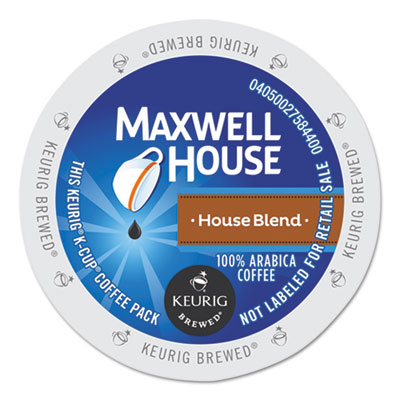 KEURIG BREWED®
KEURIG BREWED®
KEURIG BREWED®
KEURIG BREWED®
04050027584400
MAXWELL
HOUSE
· House Blend ·
100% ARABICA
COFFEE
KEURIG
BREWED®
THIS KEURIG® K-CUP® COFFEE PACK
NOT LABELED FOR RETAIL SALE